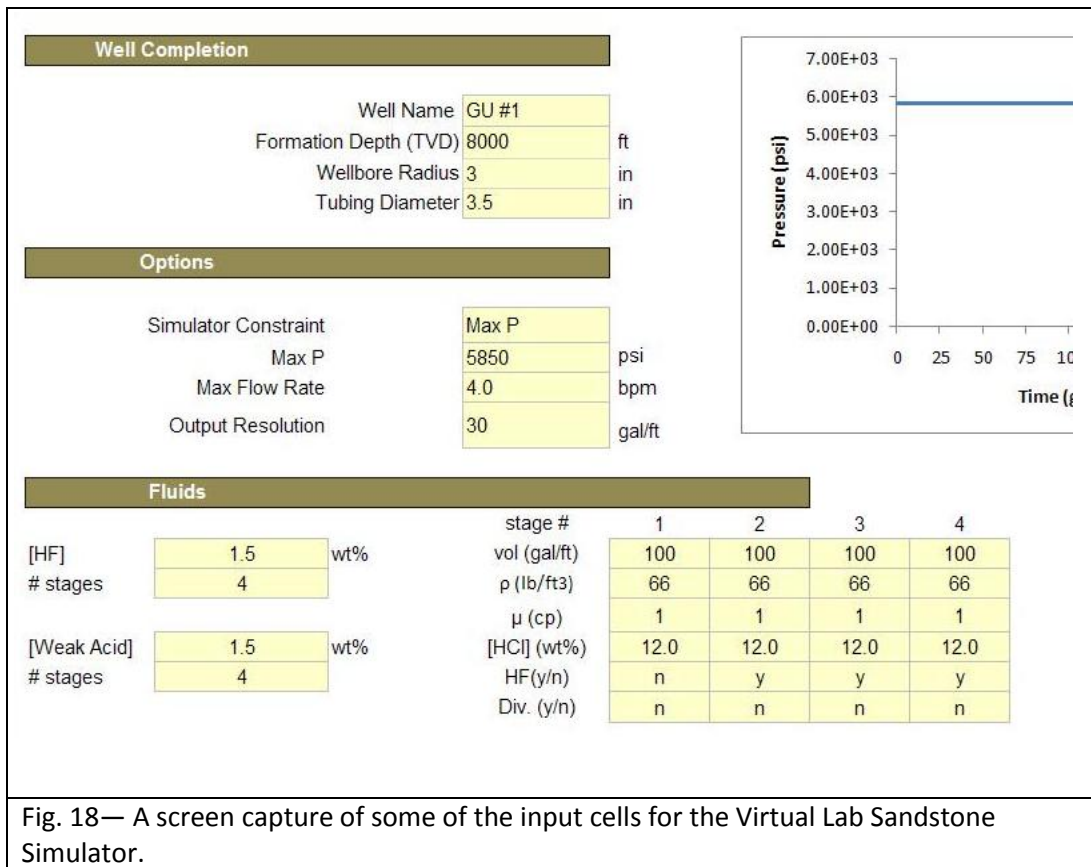 Well Completion
Well Name GU #1
Formation Depth (TVD) 8000 ft
Wellbore Radius 3 in
Tubing Diameter 3.5 in
Options
Simulator Constraint Max P
Max P 5850 psi
Max Flow Rate 4.0 bpm
Output Resolution 30 gal/ft
7.00E+03
6.00E+03
5.00E+03
4.00E+03
3.00E+03
2.00E+03
1.00E+03
0.00E+00
Pressure (psi)
0 25 50 75 10
Time (g
Fluids
stage # 1 2 3 4
[HF] 1.5 wt% vol (gal/ft) 100 100 100 100
# stages 4 ρ (lb/ft3) 66 66 66 66
μ (cp) 1 1 1 1
[Weak Acid] 1.5 wt% [HCl] (wt%) 12.0 12.0 12.0 12.0
# stages 4 HF(y/n) n y y y
Div. (y/n) n n n n
Fig. 18— A screen capture of some of the input cells for the Virtual Lab Sandstone
Simulator.